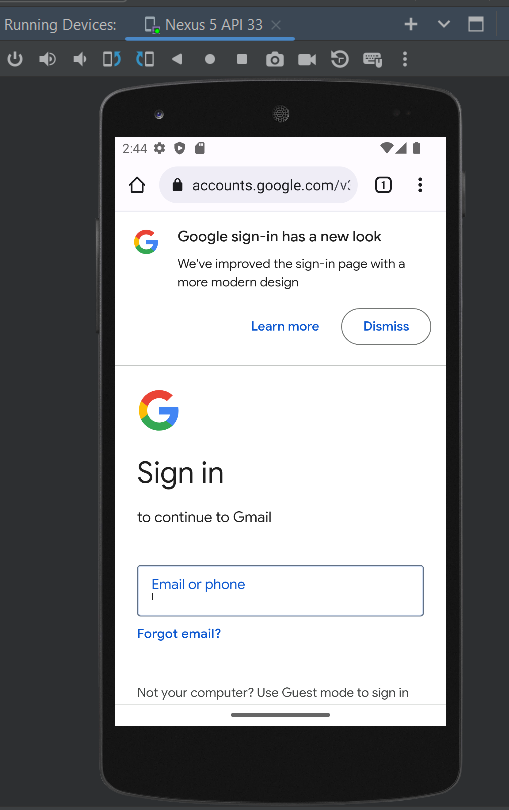 Running Devices:
Nexus 5 API 33
2:44
accounts.google.com/v
1
Google sign-in has a new look
We've improved the sign-in page with a
more modern design
Learn more
Dismiss
Sign in
to continue to Gmail
Email or phone
Forgot email?
Not your computer? Use Guest mode to sign in